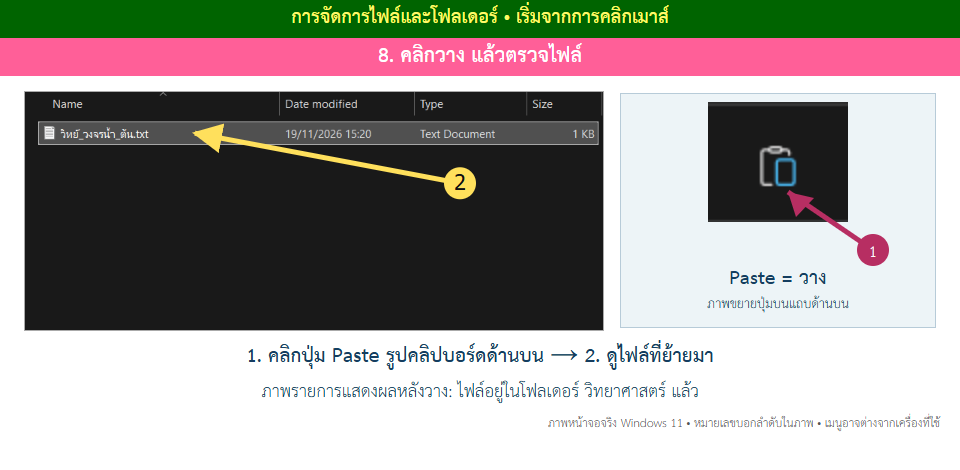 การจัดการไฟล์และโฟลเดอร์ • เริ่มจากการคลิกเมาส์
8. คลิกวาง แล้วตรวจไฟล์
Name Date modified Type Size
วิทย์_วงจรน้ำ_ต้น.txt 19/11/2026 15:20 Text Document 1 KB
2
1
Paste = วาง
ภาพขยายปุ่มบนแถบด้านบน
1. คลิกปุ่ม Paste รูปคลิปบอร์ดด้านบน ⟶ 2. ดูไฟล์ที่ย้ายมา
ภาพรายการแสดงผลหลังวาง: ไฟล์อยู่ในโฟลเดอร์ วิทยาศาสตร์ แล้ว
ภาพหน้าจอจริง Windows 11 • หมายเลขบอกลำดับในภาพ • เมนูอาจต่างจากเครื่องที่ใช้